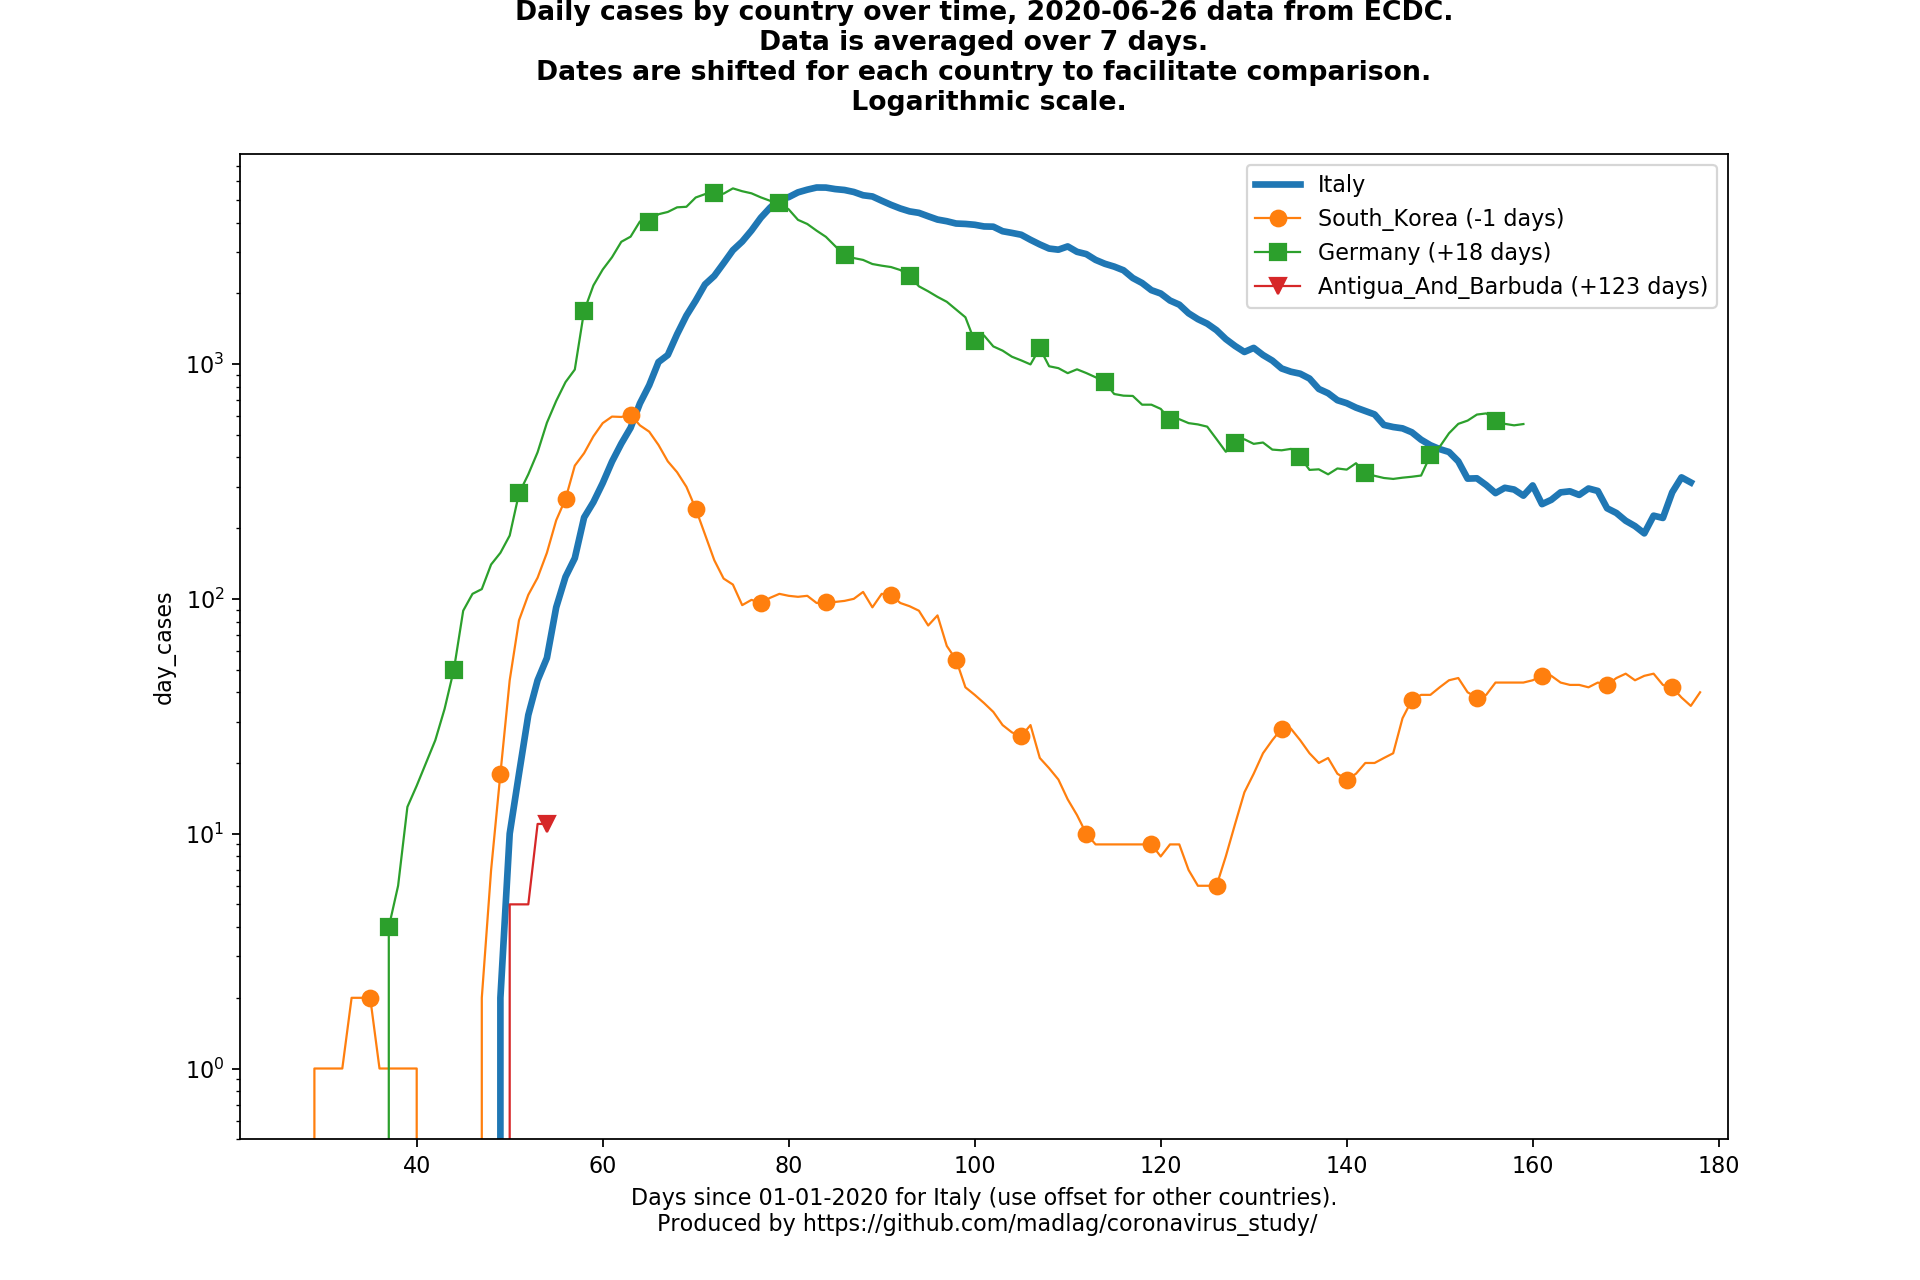 Daily cases by country over time, 2020-06-26 data from ECDC.
Data is averaged over 7 days.
Dates are shifted for each country to facilitate comparison.
Logarithmic scale.
Italy
South_Korea (-1 days)
Germany (+18 days)
Antigua_And_Barbuda (+123 days)
day_cases
10³
10²
10¹
10⁰
40 60 80 100 120 140 160 180
Days since 01-01-2020 for Italy (use offset for other countries).
Produced by https://github.com/madlag/coronavirus_study/